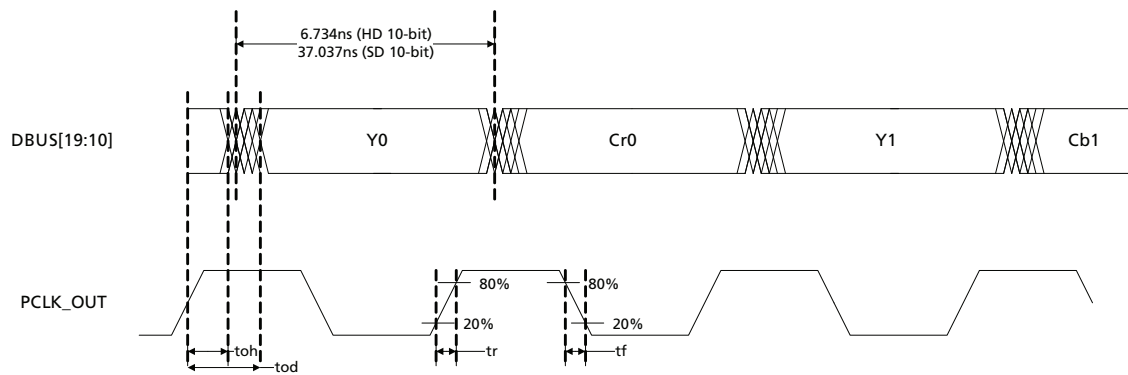 6.734ns (HD 10-bit)
37.037ns (SD 10-bit)
DBUS[19:10]
Y0
Cr0
Y1
Cb1
PCLK_OUT
80%
80%
20%
20%
toh
tr
tf
tod